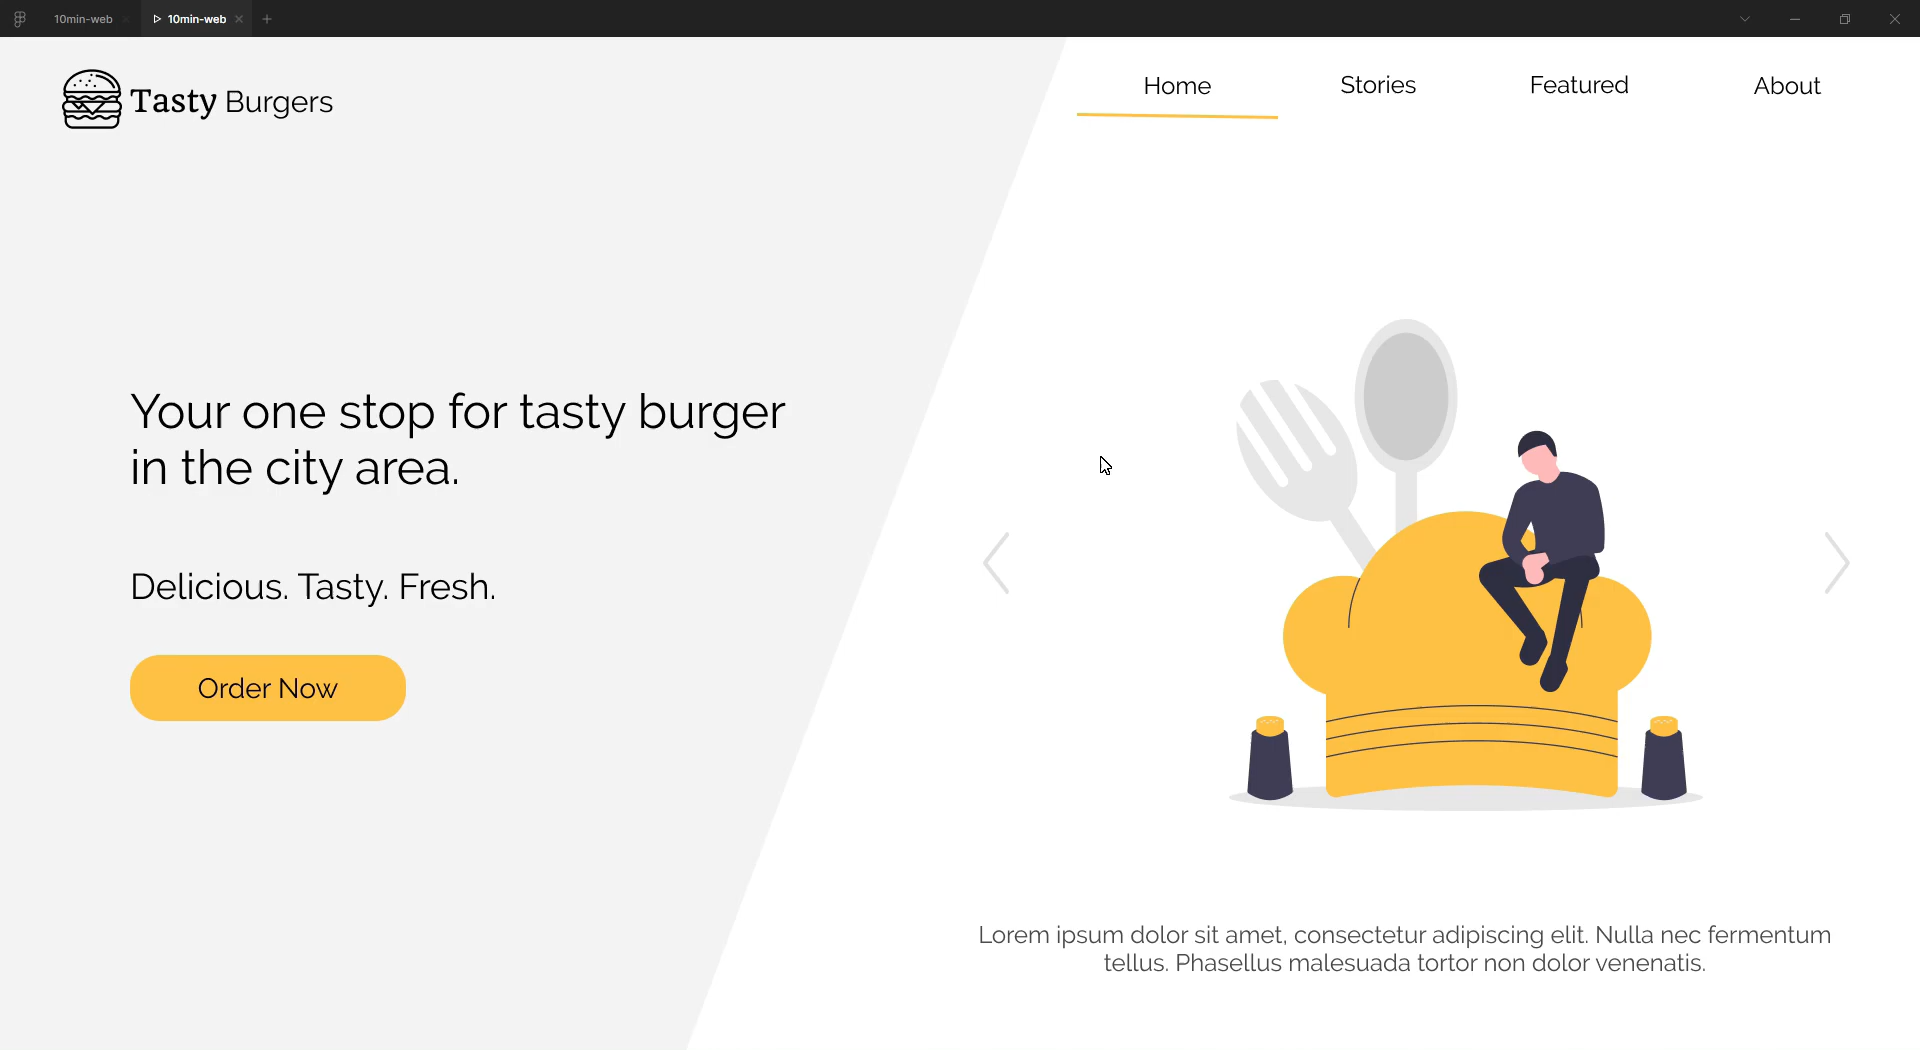 10min-web
10min-web
Tasty Burgers
Home
Stories
Featured
About
Your one stop for tasty burger
in the city area.
Delicious. Tasty. Fresh.
Order Now
Lorem ipsum dolor sit amet, consectetur adipiscing elit. Nulla nec fermentum
tellus. Phasellus malesuada tortor non dolor venenatis.